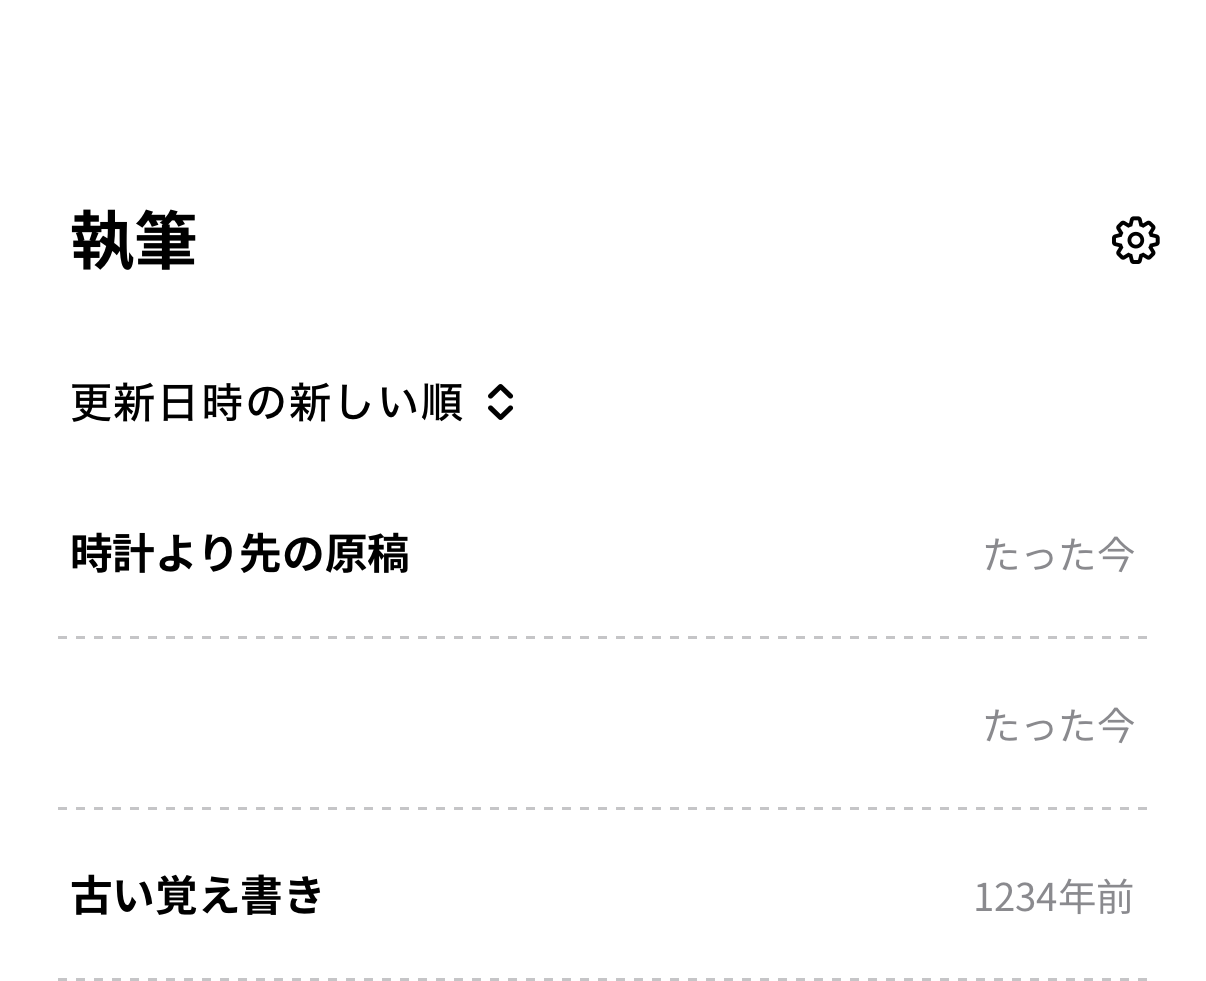 執筆
更新日時の新しい順
時計より先の原稿
たった今
たった今
古い覚え書き
1234年前